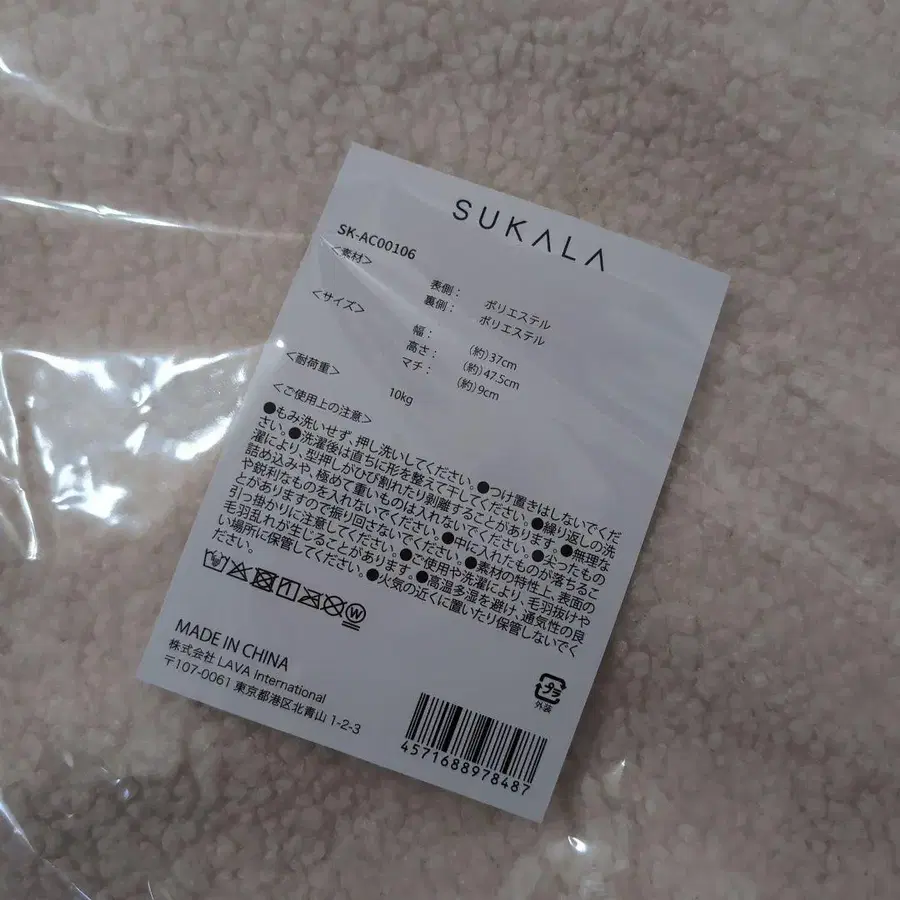 SUKALA
SK-AC00106
<素材>
表側： ポリエステル
裏側： ポリエステル
<サイズ>
幅： (約)37cm
高さ： (約)47.5cm
マチ： (約)9cm
<耐荷重>
10kg
<ご使用上の注意>
●もみ洗いせず、押し洗いしてください。●つけ置きはしないでくだ
さい。●洗濯後は直ちに形を整えて干してください。●繰り返しの洗
濯により、型押しがひび割れたり剥離することがあります。●無理な
詰め込みや、極めて重いものは入れないでください。●尖ったもの
や鋭利なものを入れないでください。●中に入れたものが落ちるこ
とがありますので振り回さないでください。●素材の特性上、表面の
引っ掛かりに注意してください。●ご使用や洗濯により、毛羽抜けや
毛羽乱れが生じることがあります。●高温多湿を避け、通気性の良
い場所に保管してください。●火気の近くに置いたり保管しないでく
ださい。
W
MADE IN CHINA
株式会社 LAVA International
〒107-0061 東京都港区北青山 1-2-3
プラ
外装
4571688978487